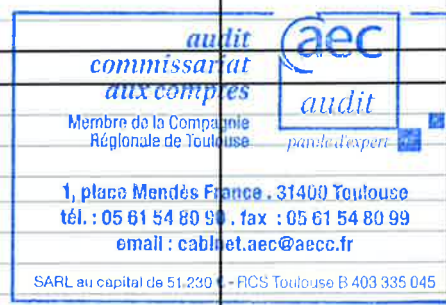 audit
commissariat
aux comptes
Membre de la Compagnie
Régionale de Toulouse
aec
audit
parole d'expert
1, place Mendès France . 31400 Toulouse
tél. : 05 61 54 80 90 . fax : 05 61 54 80 99
email : cabinet.aec@aecc.fr
SARL au capital de 51.230 € - RCS Toulouse B 403 335 045